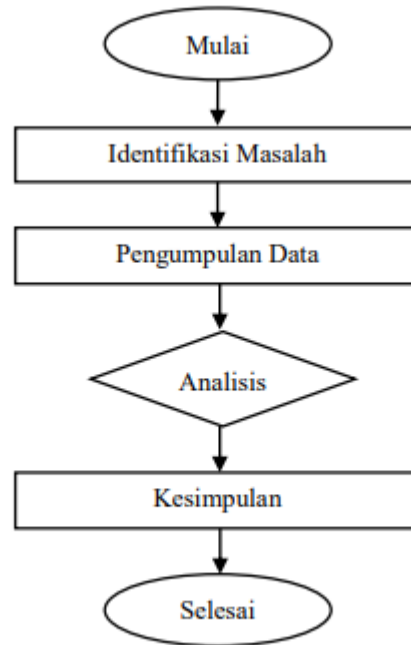 Mulai
Identifikasi Masalah
Pengumpulan Data
Analisis
Kesimpulan
Selesai